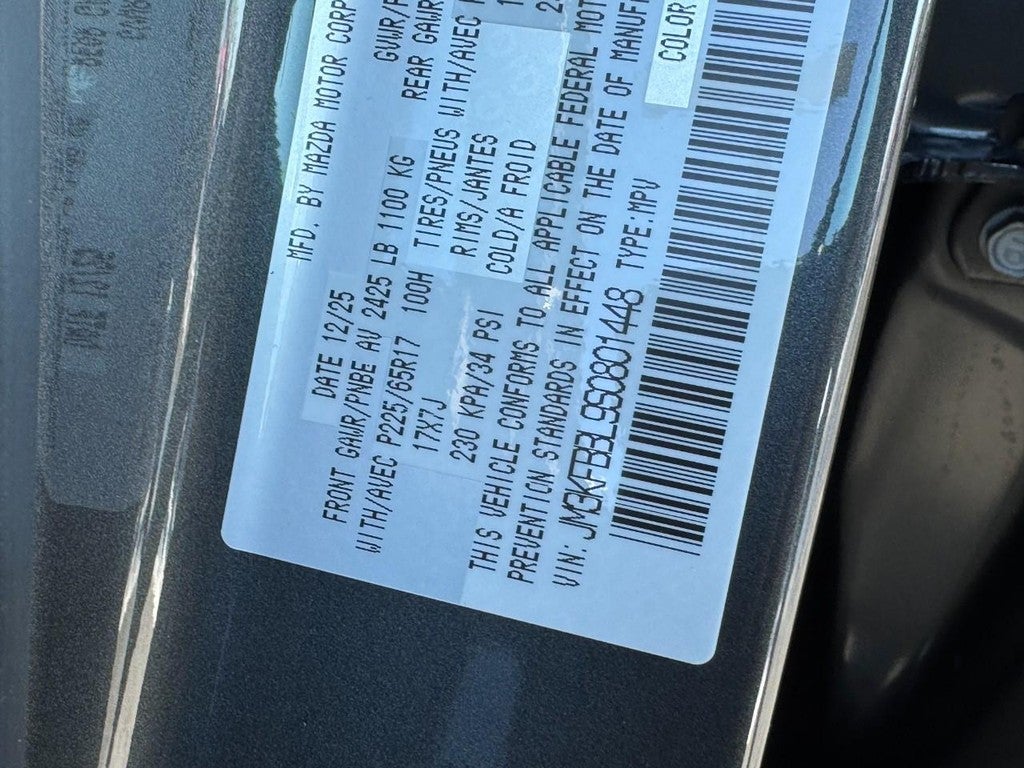 MFD. BY MAZDA MOTOR CORP
DATE 12/25 GVWR/P
FRONT GAWR/PNBE AV 2425 LB 1100 KG REAR GAWR
WITH/AVEC P225/65R17 100H TIRES/PNEUS WITH/AVEC
17X7J RIMS/JANTES
230 KPA/34 PSI COLD/A FROID
THIS VEHICLE CONFORMS TO ALL APPLICABLE FEDERAL MOT
PREVENTION STANDARDS IN EFFECT ON THE DATE OF MANUF
VIN: JM3KFBBL9S0801448 TYPE:MPV
COLOR